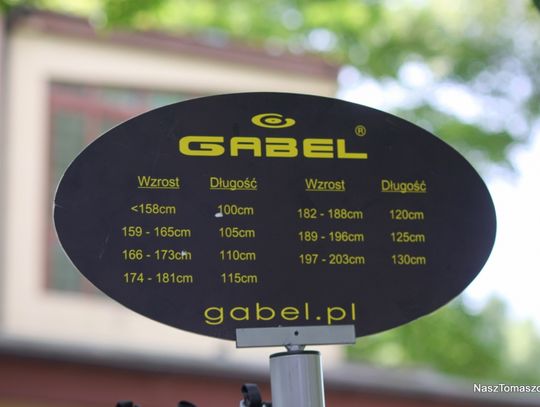 GABEL®
Wzrost Długość Wzrost Długość
<158cm 100cm 182 - 188cm 120cm
159 - 165cm 105cm 189 - 196cm 125cm
166 - 173cm 110cm 197 - 203cm 130cm
174 - 181cm 115cm
gabel.pl